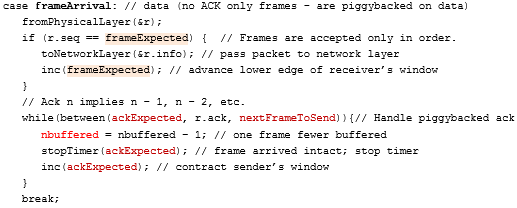 case frameArrival: // data (no ACK only frames – are piggybacked on data)
fromPhysicalLayer(&r);
if (r.seq == frameExpected) { // Frames are accepted only in order.
toNetworkLayer(&r.info); // pass packet to network layer
inc(frameExpected); // advance lower edge of receiver's window
}
// Ack n implies n - 1, n - 2, etc.
while(between(ackExpected, r.ack, nextFrameToSend)){// Handle piggybacked ack
nbuffered = nbuffered - 1; // one frame fewer buffered
stopTimer(ackExpected); // frame arrived intact; stop timer
inc(ackExpected); // contract sender's window
}
break;